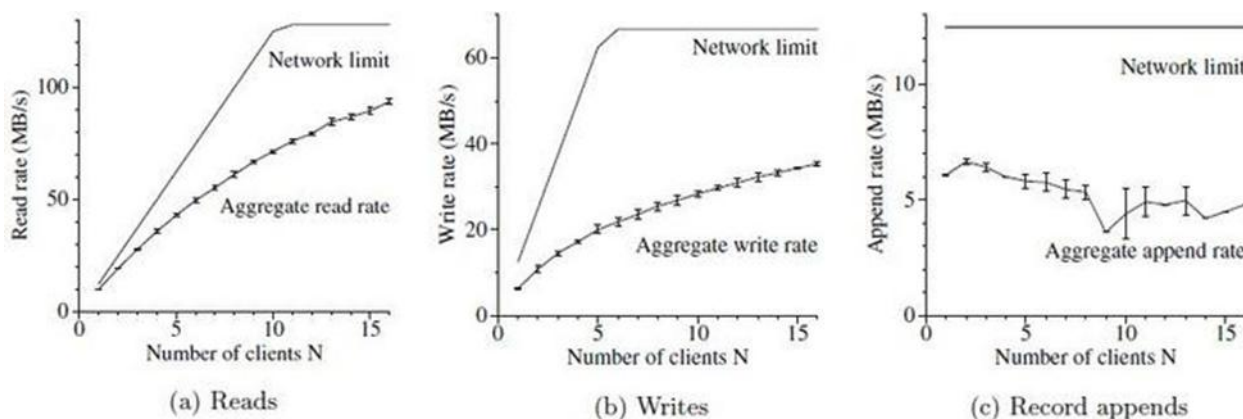 100
50
0
Read rate (MB/s)
Network limit
Aggregate read rate
0 5 10 15
Number of clients N
(a) Reads
60
40
20
0
Write rate (MB/s)
Network limit
Aggregate write rate
0 5 10 15
Number of clients N
(b) Writes
10
5
0
Append rate (MB/s)
Network limit
Aggregate append rate
0 5 10 15
Number of clients N
(c) Record appends